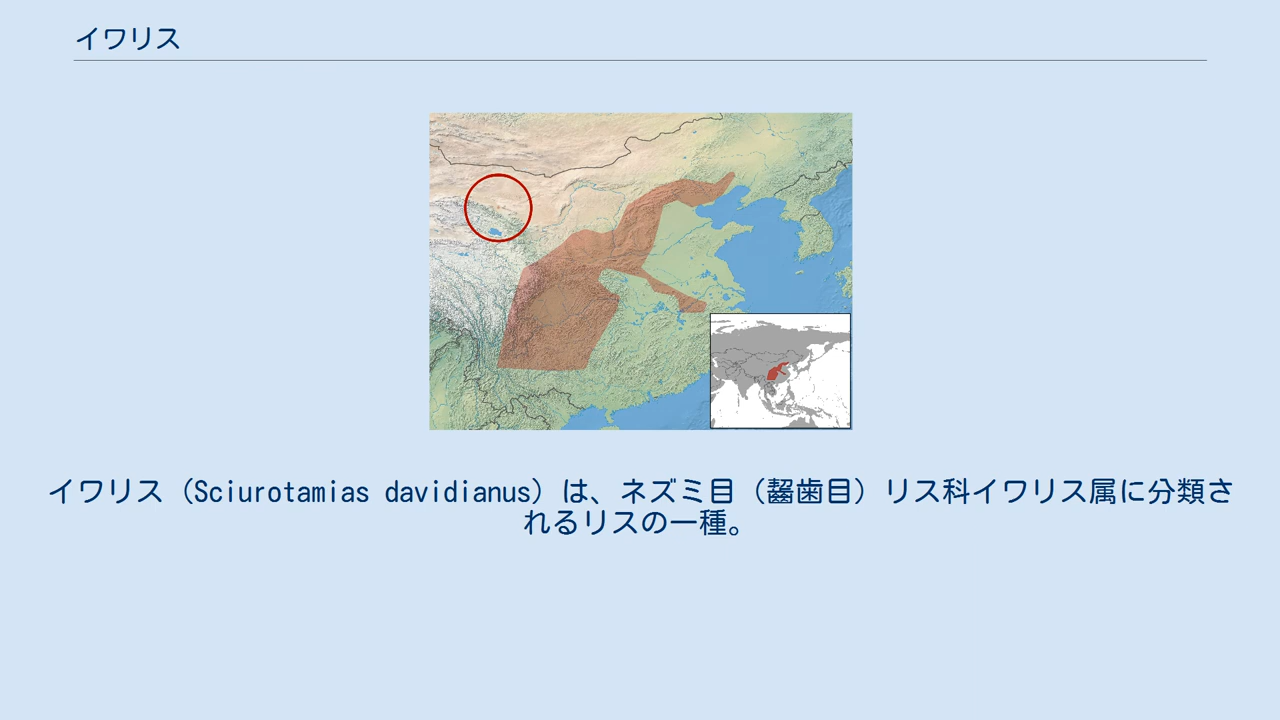 イワリス
イワリス（Sciurotamias davidianus）は、ネズミ目（齧歯目）リス科イワリス属に分類さ
れるリスの一種。